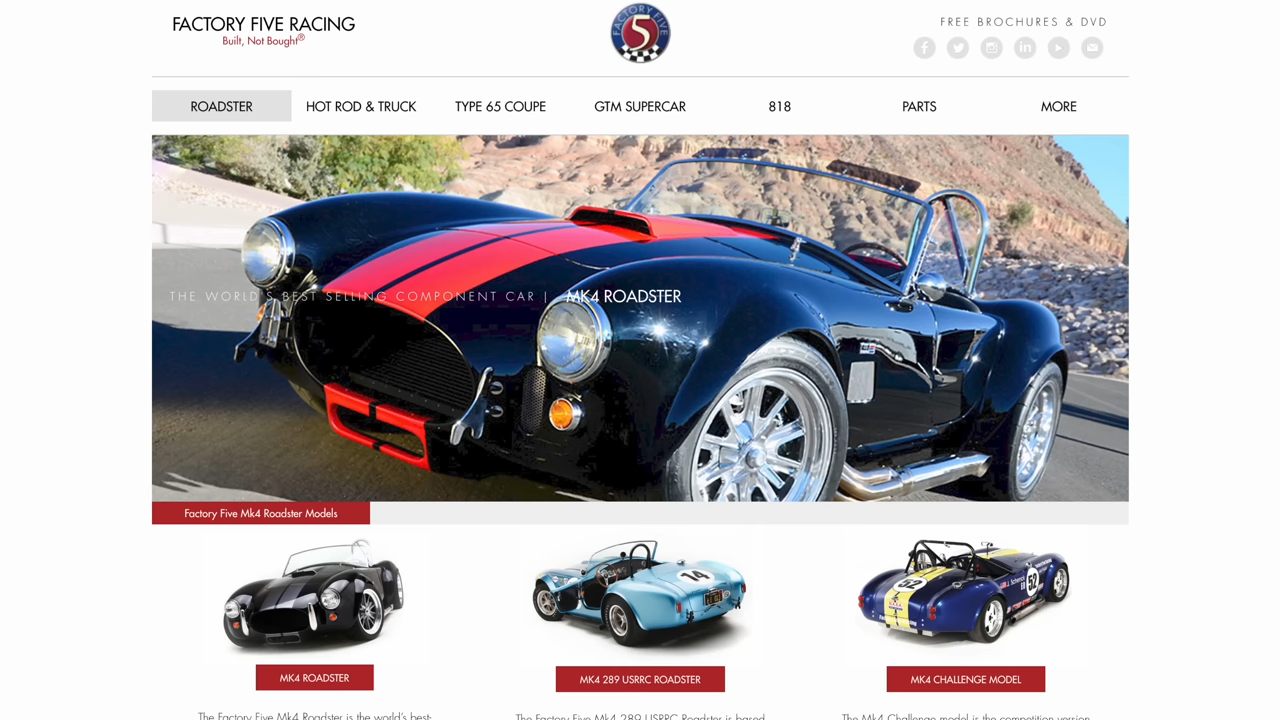 FACTORY FIVE RACING
Built, Not Bought®
FACTORY FIVE
5
FREE BROCHURES & DVD
ROADSTER
HOT ROD & TRUCK
TYPE 65 COUPE
GTM SUPERCAR
818
PARTS
MORE
THE WORLD'S BEST SELLING COMPONENT CAR | MK4 ROADSTER
Factory Five Mk4 Roadster Models
14
52
52
MK4 ROADSTER
MK4 289 USRRC ROADSTER
MK4 CHALLENGE MODEL
The Factory Five Mk4 Roadster is the world's best-
The Factory Five Mk4 289 USRRC Roadster is based
The Mk4 Challenge model is the competition version